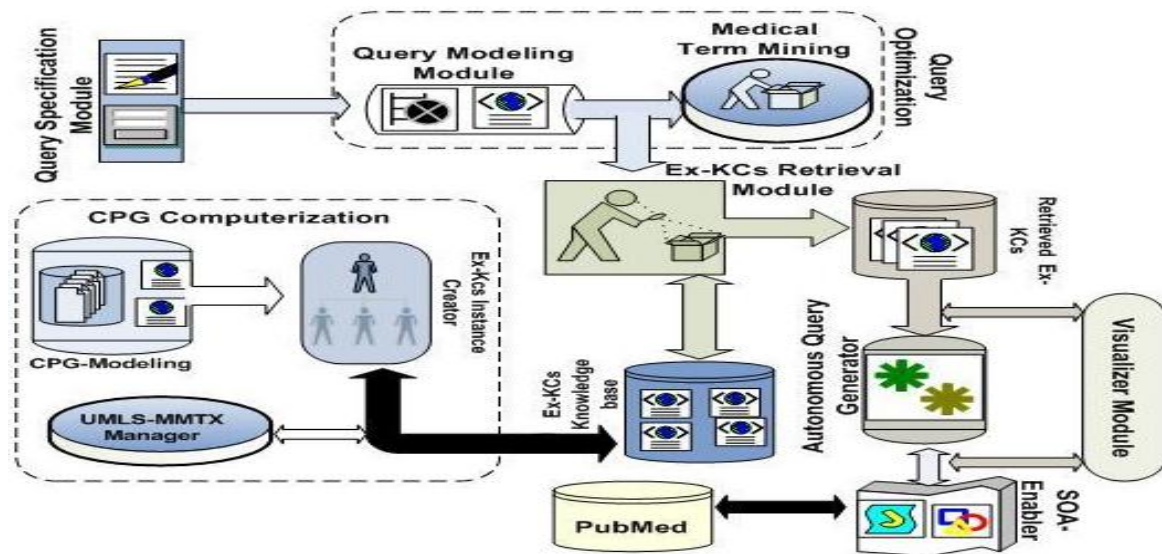 Query Specification
Module
Query Modeling
Module
Medical
Term Mining
Query
Optimization
Ex-KCs Retrieval
Module
Retrieved Ex-
KCs
CPG Computerization
CPG-Modeling
Ex-Kcs Instance
Creator
UMLS-MMTX
Manager
Ex-KCs
Knowledge
base
Autonomous Query
Generator
Visualizer Module
SOA-
Enabler
PubMed